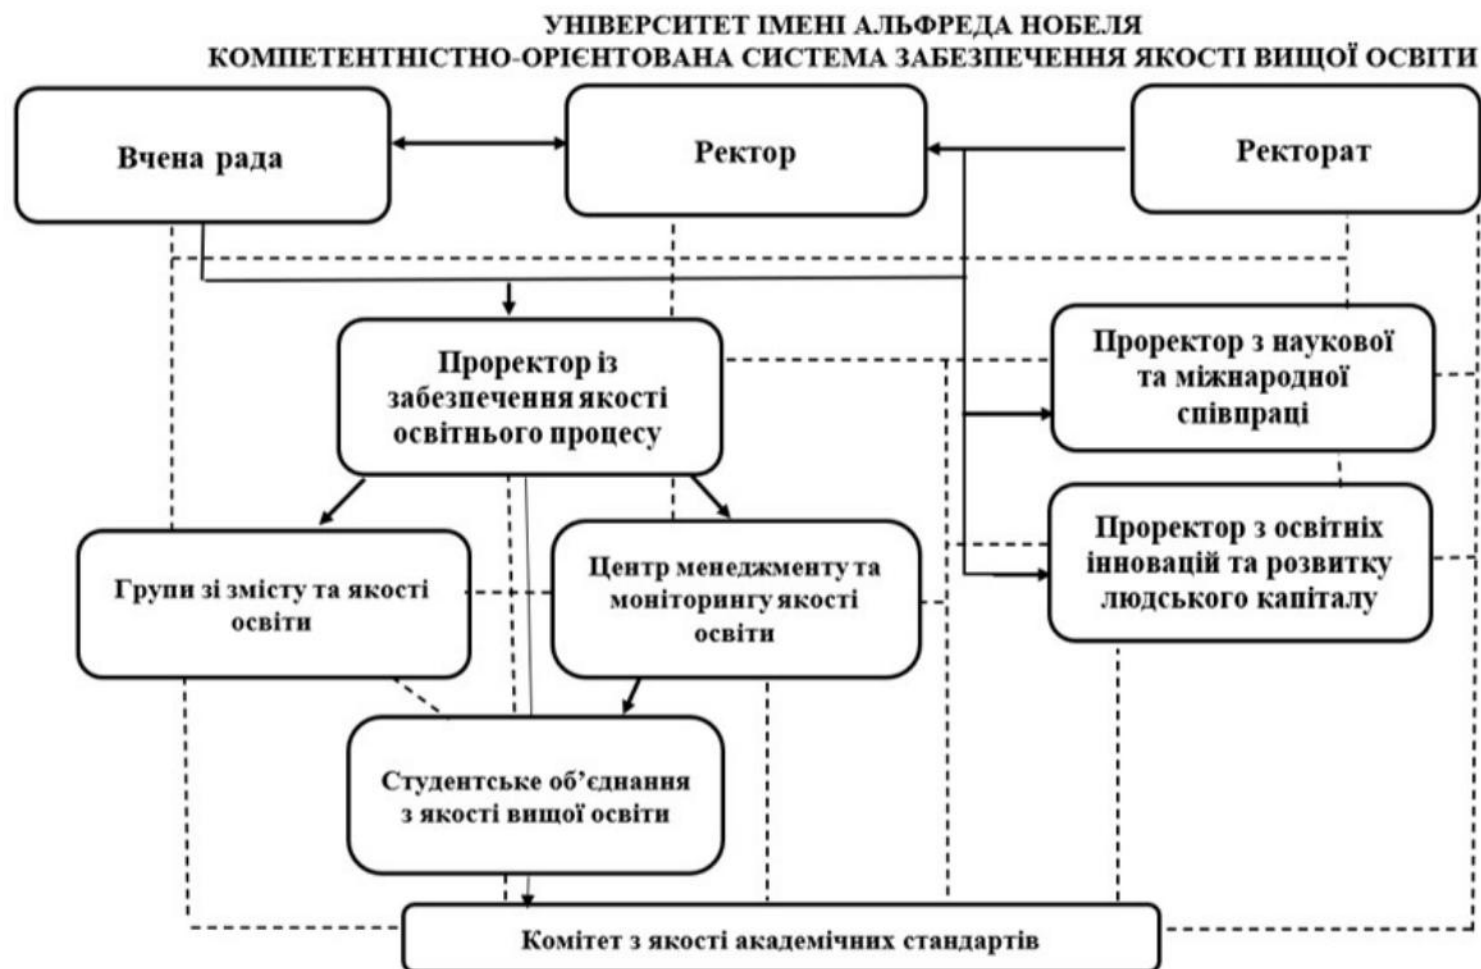 УНІВЕРСИТЕТ ІМЕНІ АЛЬФРЕДА НОБЕЛЯ
КОМПЕТЕНТНІСТНО-ОРІЄНТОВАНА СИСТЕМА ЗАБЕЗПЕЧЕННЯ ЯКОСТІ ВИЩОЇ ОСВІТИ
Вчена рада
Ректор
Ректорат
Проректор із
забезпечення якості
освітнього процесу
Проректор з наукової
та міжнародної
співпраці
Проректор з освітніх
інновацій та розвитку
людського капіталу
Групи зі змісту та якості
освіти
Центр менеджменту та
моніторингу якості
освіти
Студентське об’єднання
з якості вищої освіти
Комітет з якості академічних стандартів